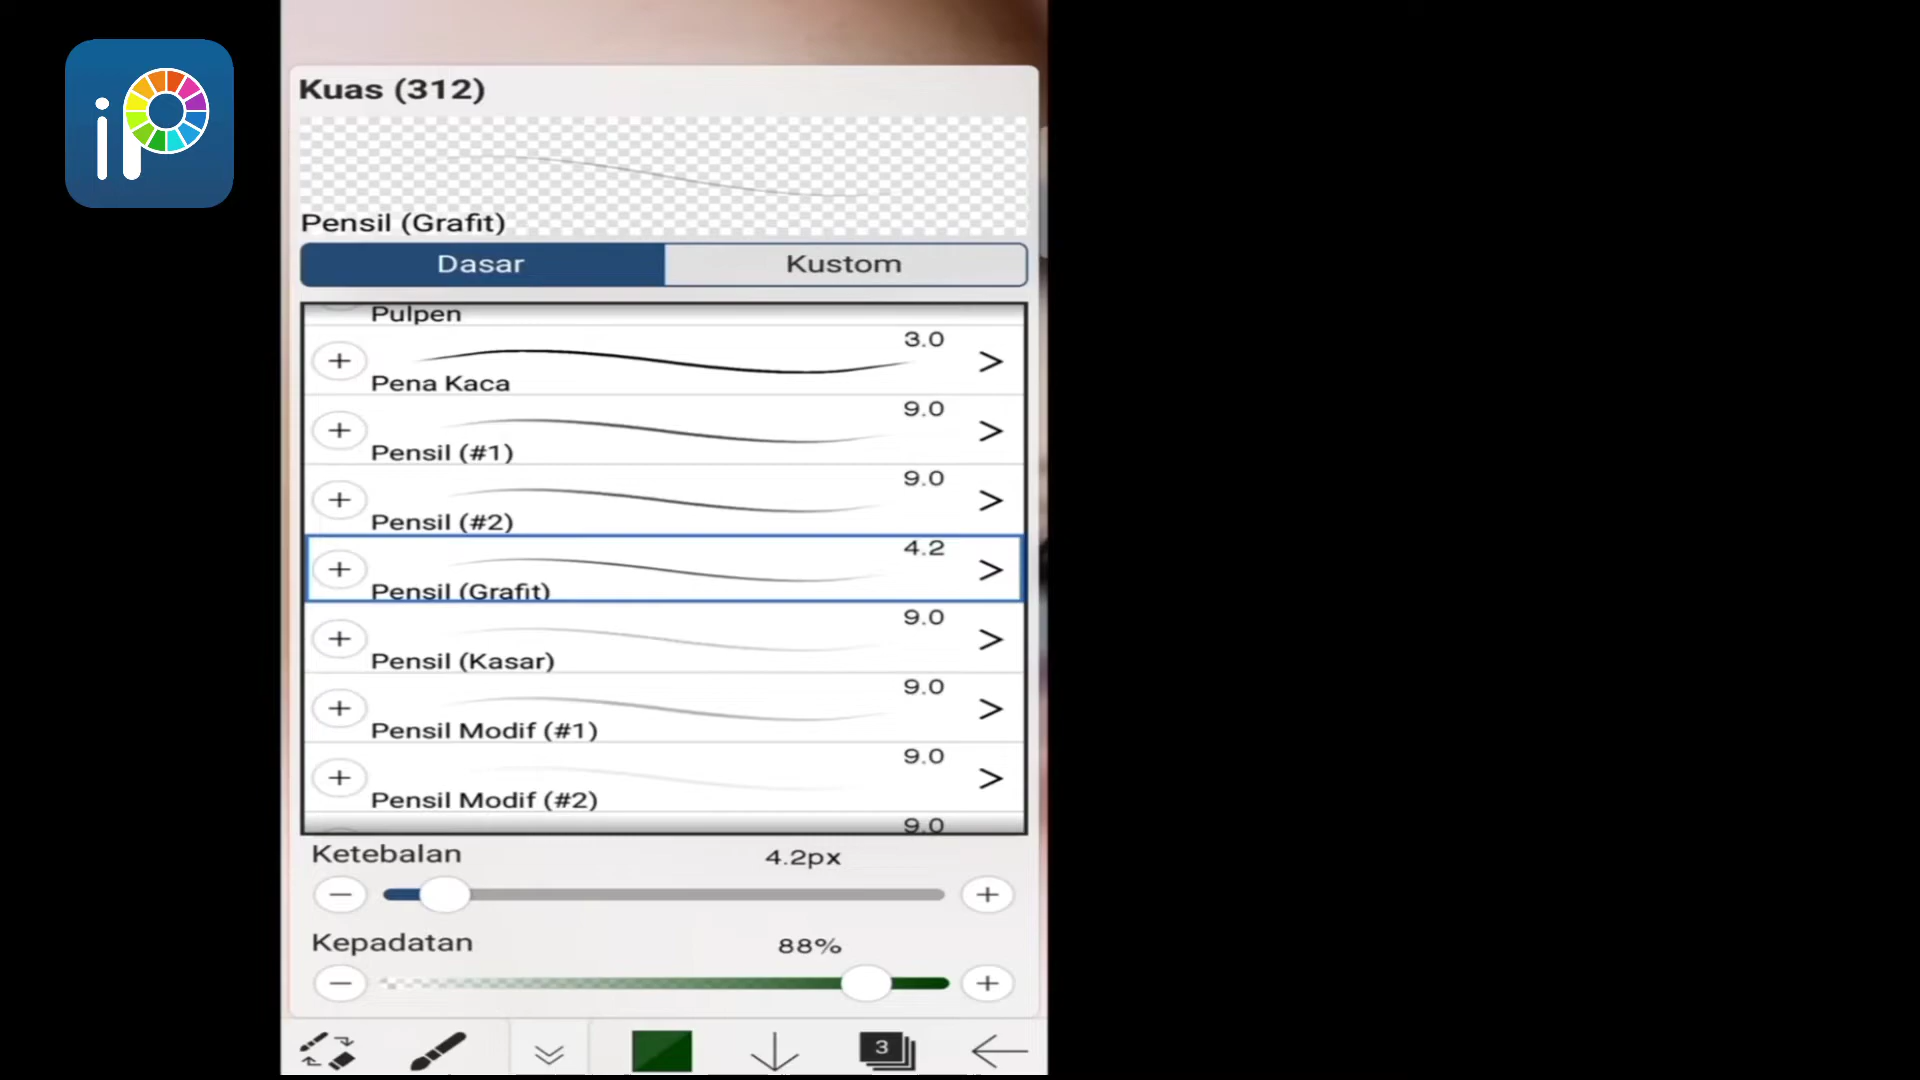 iP
Kuas (312)
Pensil (Grafit)
Dasar
Kustom
Pulpen
3.0
Pena Kaca
9.0
Pensil (#1)
9.0
Pensil (#2)
4.2
Pensil (Grafit)
9.0
Pensil (Kasar)
9.0
Pensil Modif (#1)
9.0
Pensil Modif (#2)
9.0
Ketebalan
4.2px
Kepadatan
88%
3